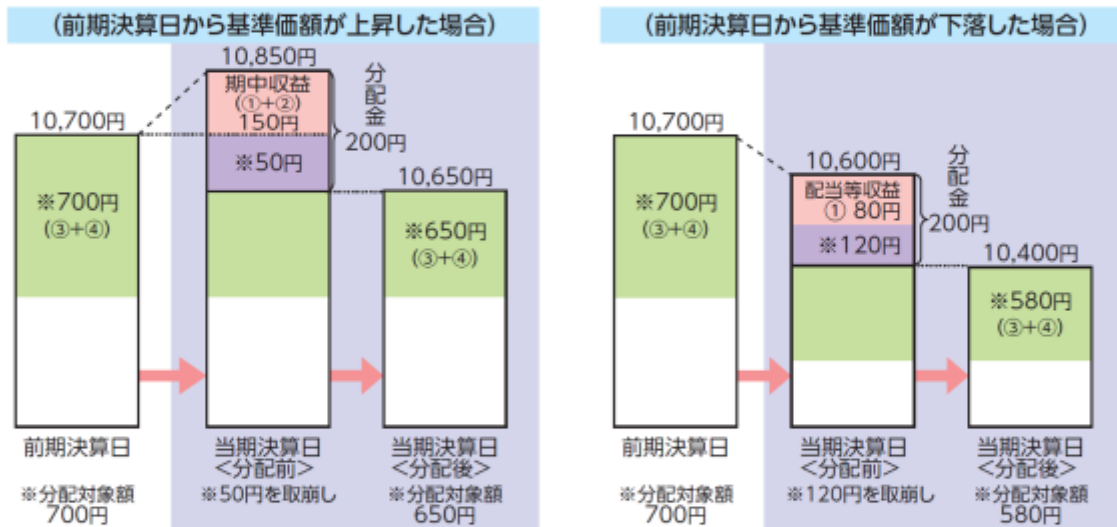 （前期決算日から基準価額が上昇した場合）
10,850円
期中収益
（①+②）
150円
※50円
分配金
200円
10,700円
※700円
（③+④）
10,650円
※650円
（③+④）
前期決算日
※分配対象額
700円
当期決算日
<分配前>
※50円を取崩し
当期決算日
<分配後>
※分配対象額
650円
（前期決算日から基準価額が下落した場合）
10,700円
※700円
（③+④）
10,600円
配当等収益
① 80円
※120円
分配金
200円
10,400円
※580円
（③+④）
前期決算日
※分配対象額
700円
当期決算日
<分配前>
※120円を取崩し
当期決算日
<分配後>
※分配対象額
580円